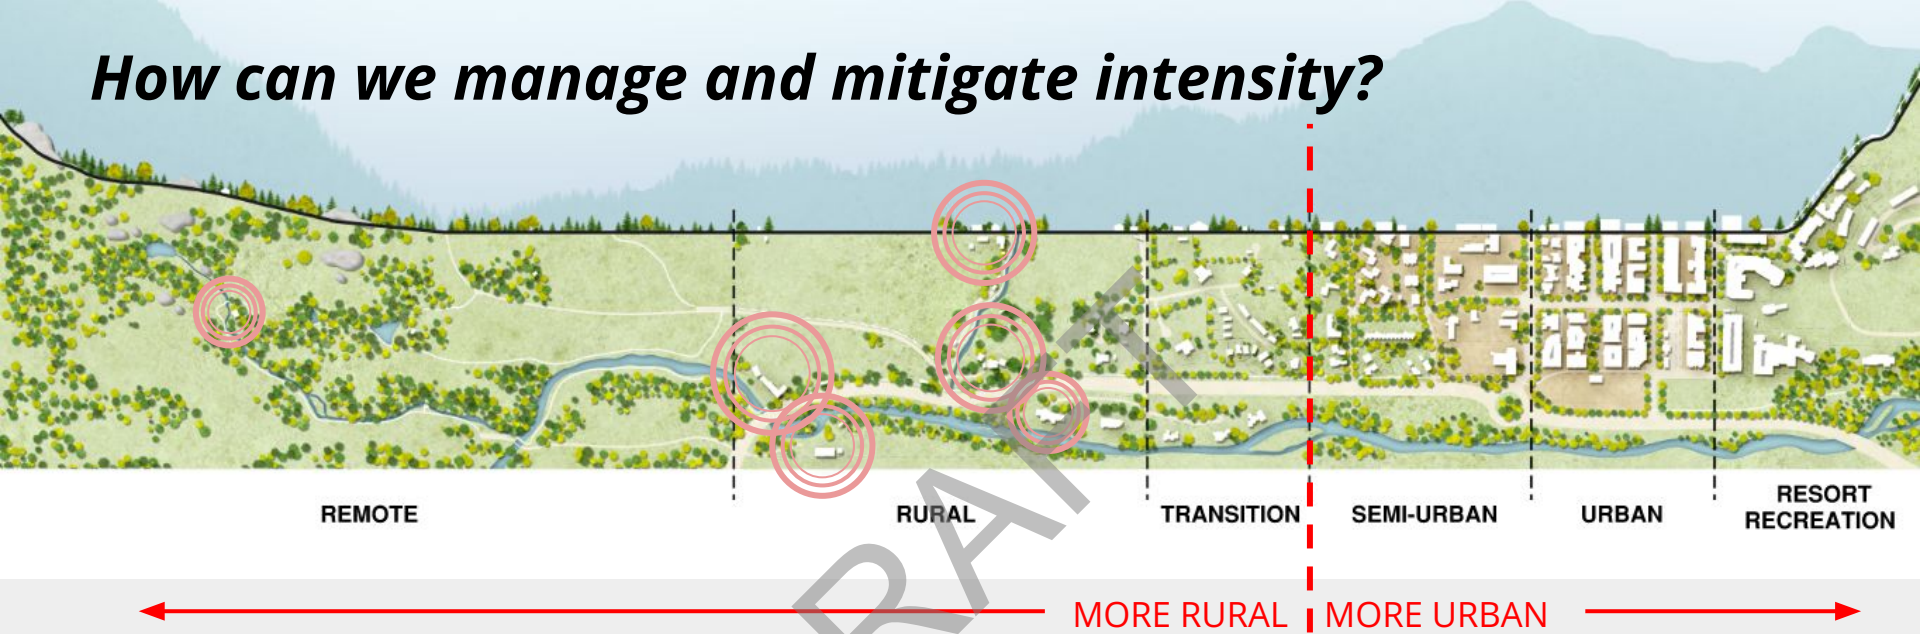 How can we manage and mitigate intensity?
REMOTE
RURAL
TRANSITION
SEMI-URBAN
URBAN
RESORT
RECREATION
DRAFT
MORE RURAL
MORE URBAN